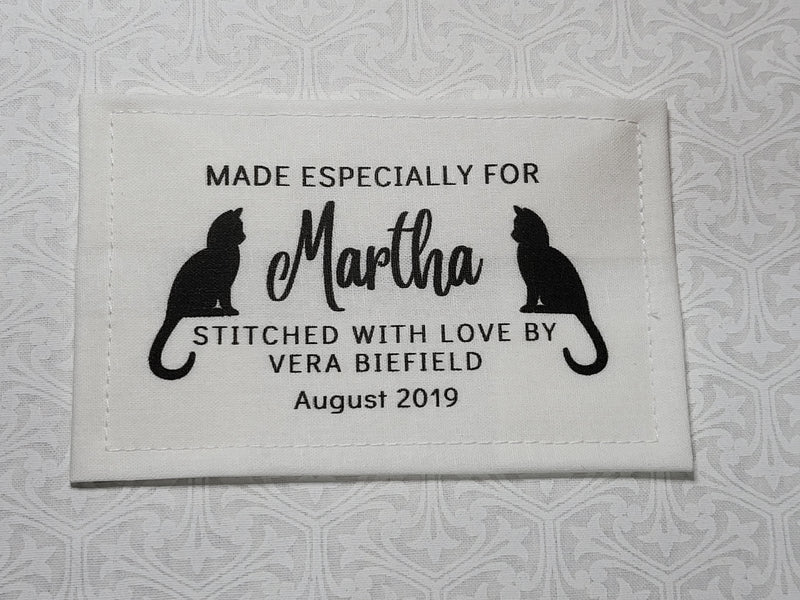 MADE ESPECIALLY FOR
Martha
STITCHED WITH LOVE BY
VERA BIEFIELD
August 2019